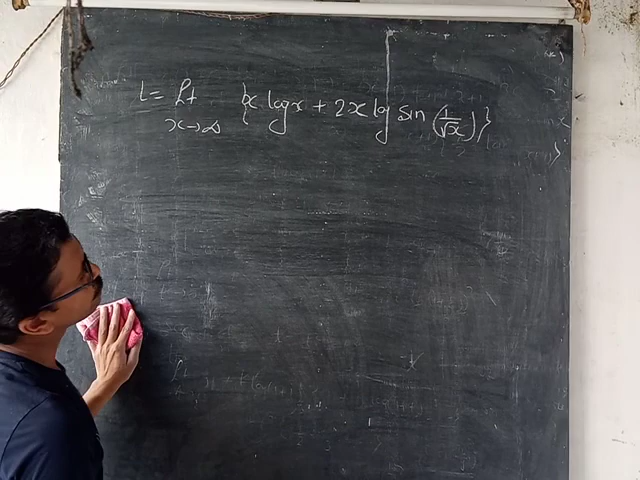 l = Lt {x log x + 2x log sin (1/√x)}
x→∞